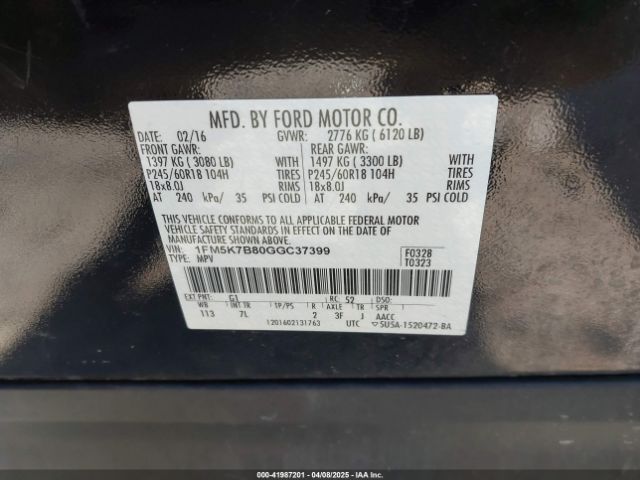 MFD. BY FORD MOTOR CO.
DATE: 02/16 GVWR: 2776 KG ( 6120 LB)
FRONT GAWR: REAR GAWR:
1397 KG ( 3080 LB) WITH 1497 KG ( 3300 LB) WITH
P245/60R18 104H TIRES P245/60R18 104H TIRES
18x8.0J RIMS 18x8.0J RIMS
AT 240 kPa/ 35 PSI COLD AT 240 kPa/ 35 PSI COLD
THIS VEHICLE CONFORMS TO ALL APPLICABLE FEDERAL MOTOR
VEHICLE SAFETY STANDARDS IN EFFECT ON THE DATE OF
MANUFACTURE SHOWN ABOVE.
VIN: 1FM5K7B80GGC37399 F0328
TYPE: MPV T0323
EXT PNT: G1 RC: 52 DSO:
WB INT TR TP/PS R AXLE TR SPR
113 7L 2 3F J AACC
1201602131763 UTC ▽5U5A-1520472-BA
000-41987201 - 04/08/2025 - IAA, Inc.